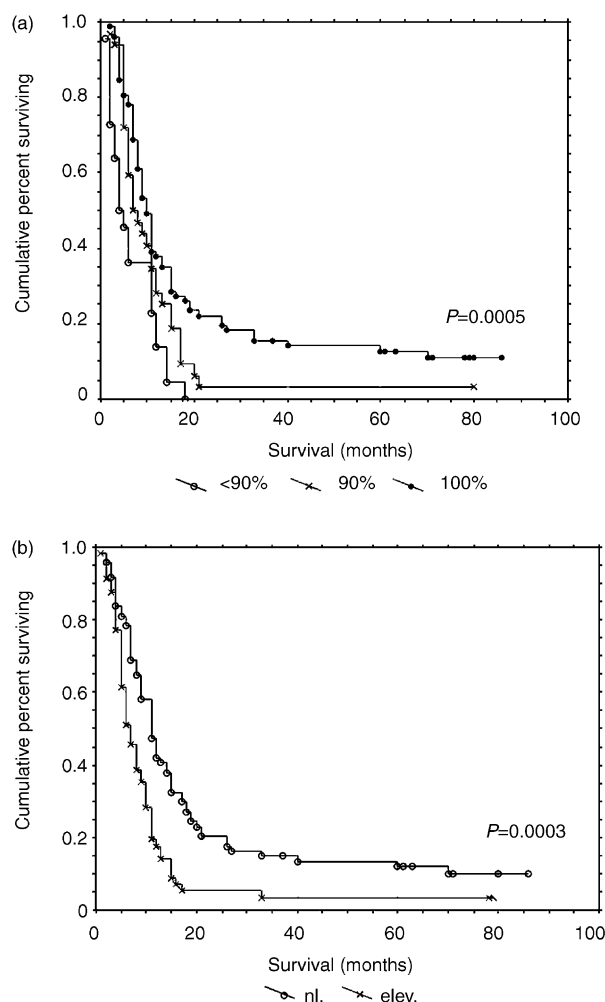 (a)
Cumulative percent surviving
1.0
0.8
0.6
0.4
0.2
0
P=0.0005
0 20 40 60 80 100
Survival (months)
<90% 90% 100%
(b)
Cumulative percent surviving
1.0
0.8
0.6
0.4
0.2
0
P=0.0003
0 20 40 60 80 100
Survival (months)
nl. elev.